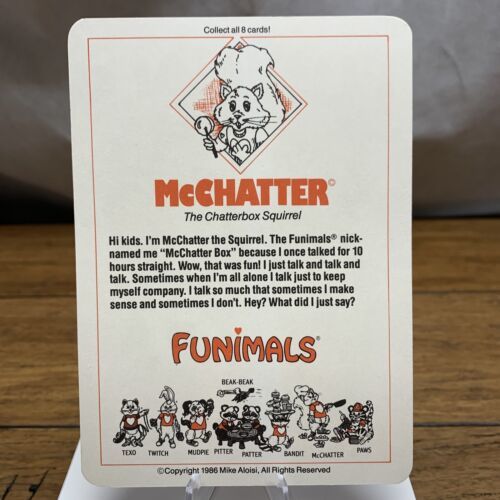 Collect all 8 cards!
McCHATTER©
The Chatterbox Squirrel
Hi kids. I'm McChatter the Squirrel. The Funimals® nick-
named me "McChatter Box" because I once talked for 10
hours straight. Wow, that was fun! I just talk and talk and
talk. Sometimes when I'm all alone I talk just to keep
myself company. I talk so much that sometimes I make
sense and sometimes I don't. Hey? What did I just say?
FUNIMALS®
BEAK-BEAK
TEXO TWITCH MUDPIE PITTER PATTER BANDIT McCHATTER PAWS
©Copyright 1986 Mike Aloisi, All Rights Reserved